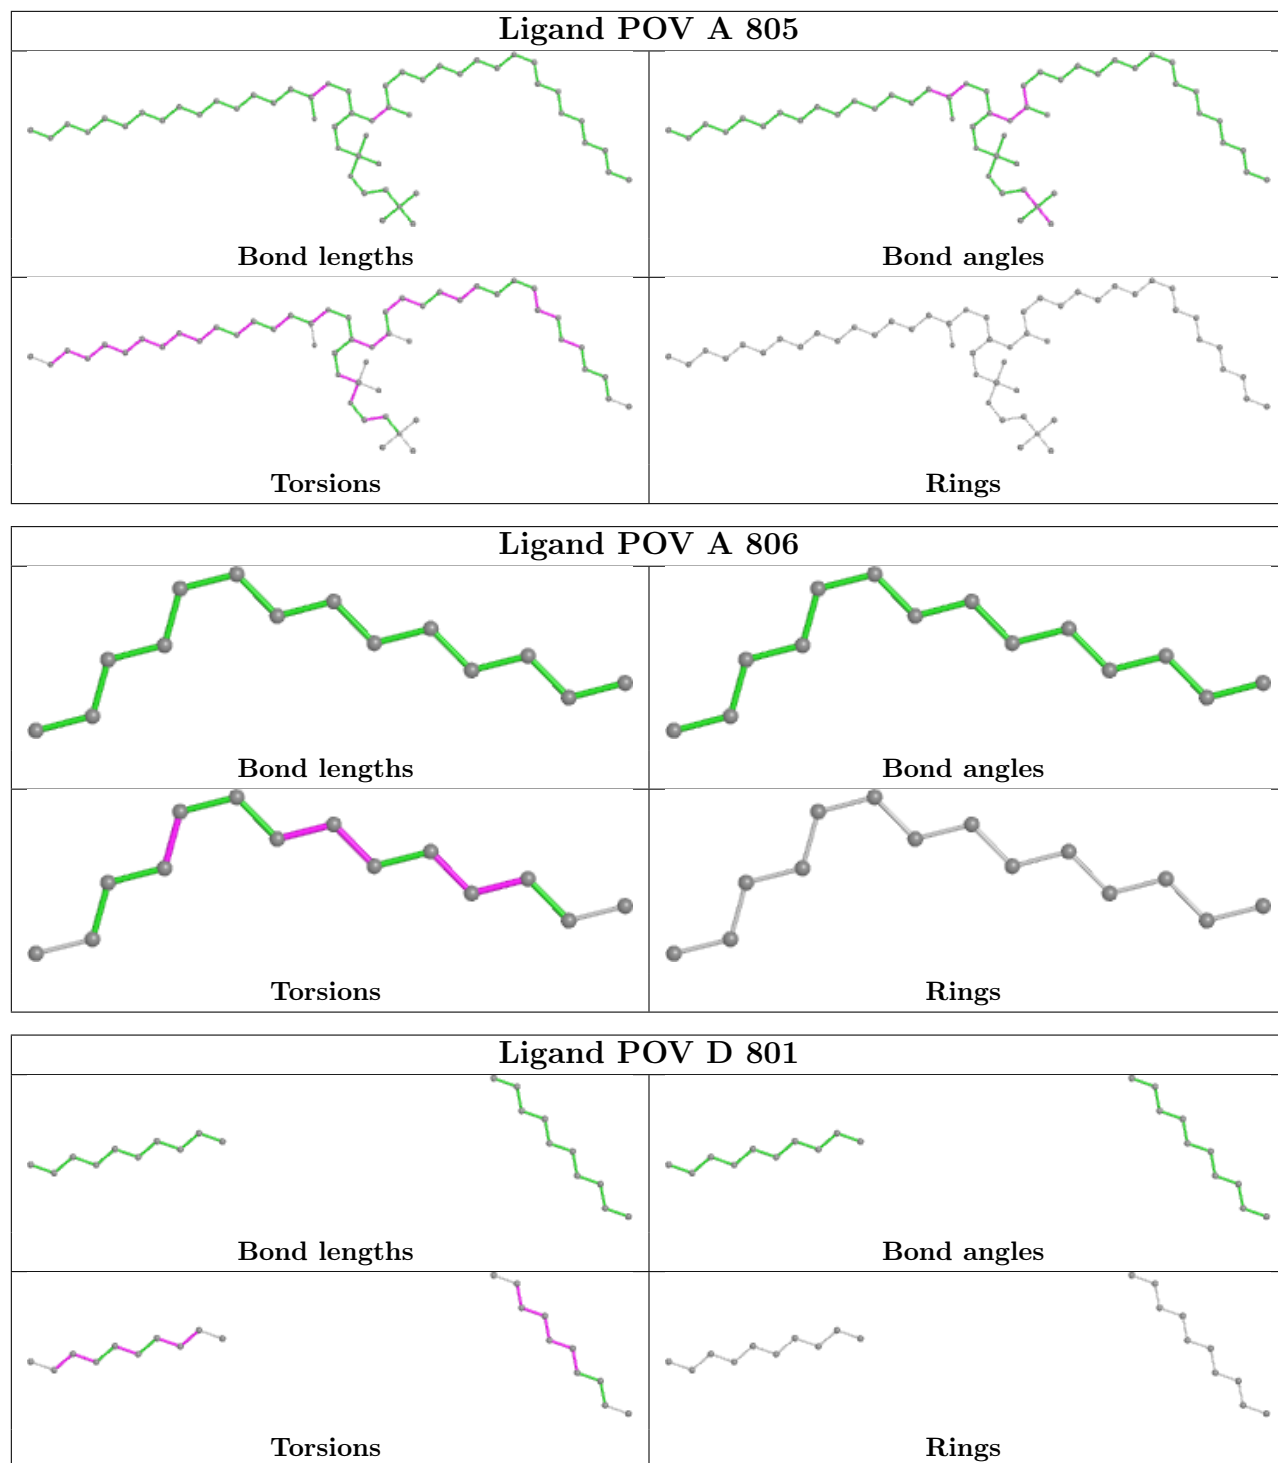 Ligand POV A 805
Bond lengths
Bond angles
Torsions
Rings
Ligand POV A 806
Bond lengths
Bond angles
Torsions
Rings
Ligand POV D 801
Bond lengths
Bond angles
Torsions
Rings